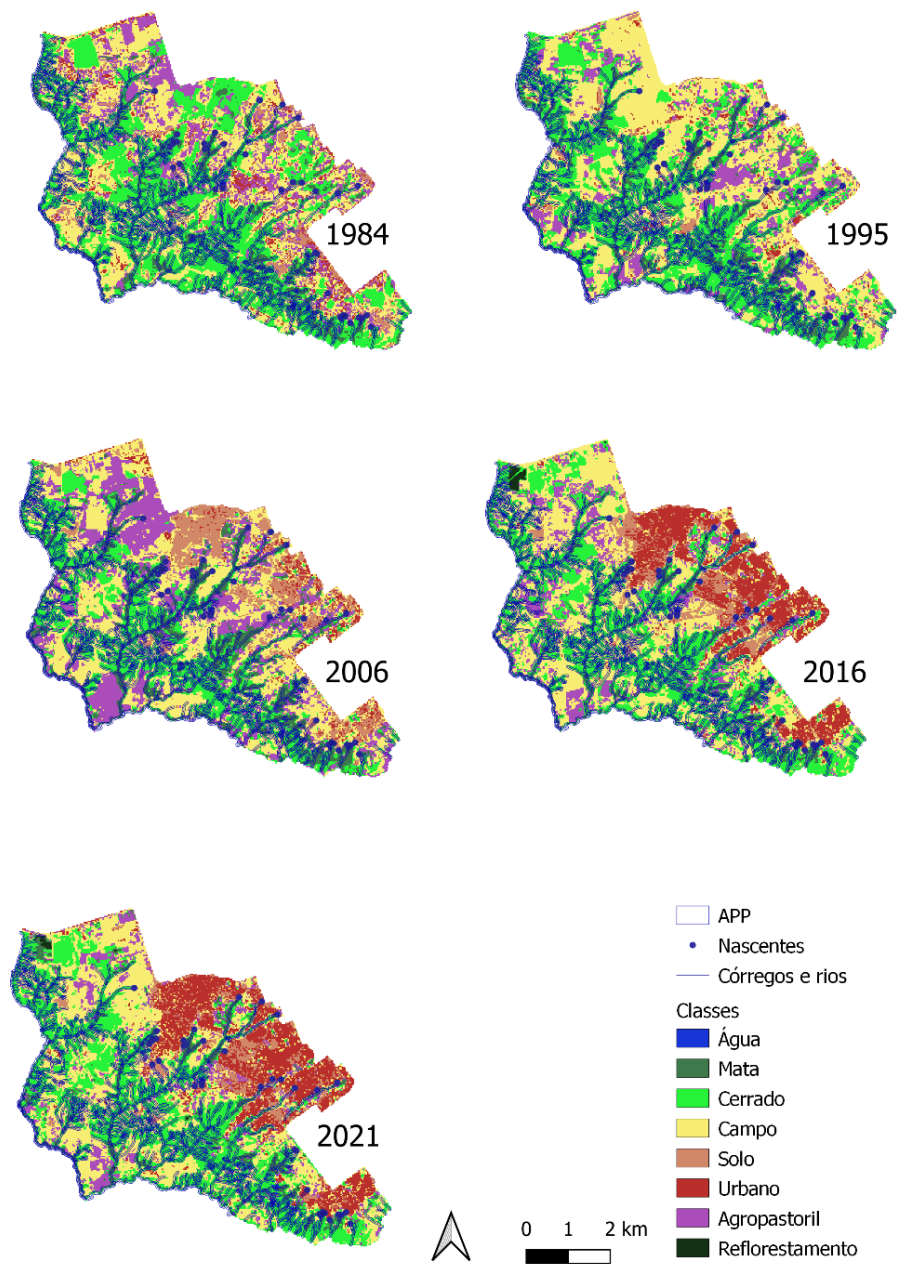 1984
1995
2006
2016
2021
APP
Nascentes
Córregos e rios
Classes
Água
Mata
Cerrado
Campo
Solo
Urbano
Agropastoril
Reflorestamento
0 1 2 km